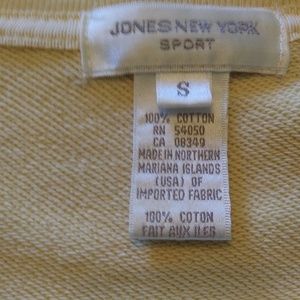 JONES NEW YORK
SPORT
S
100% COTTON
RN 54050
CA 08349
MADE IN NORTHERN
MARIANA ISLANDS
(USA) OF
IMPORTED FABRIC
100% COTON
FAIT AUX ILES